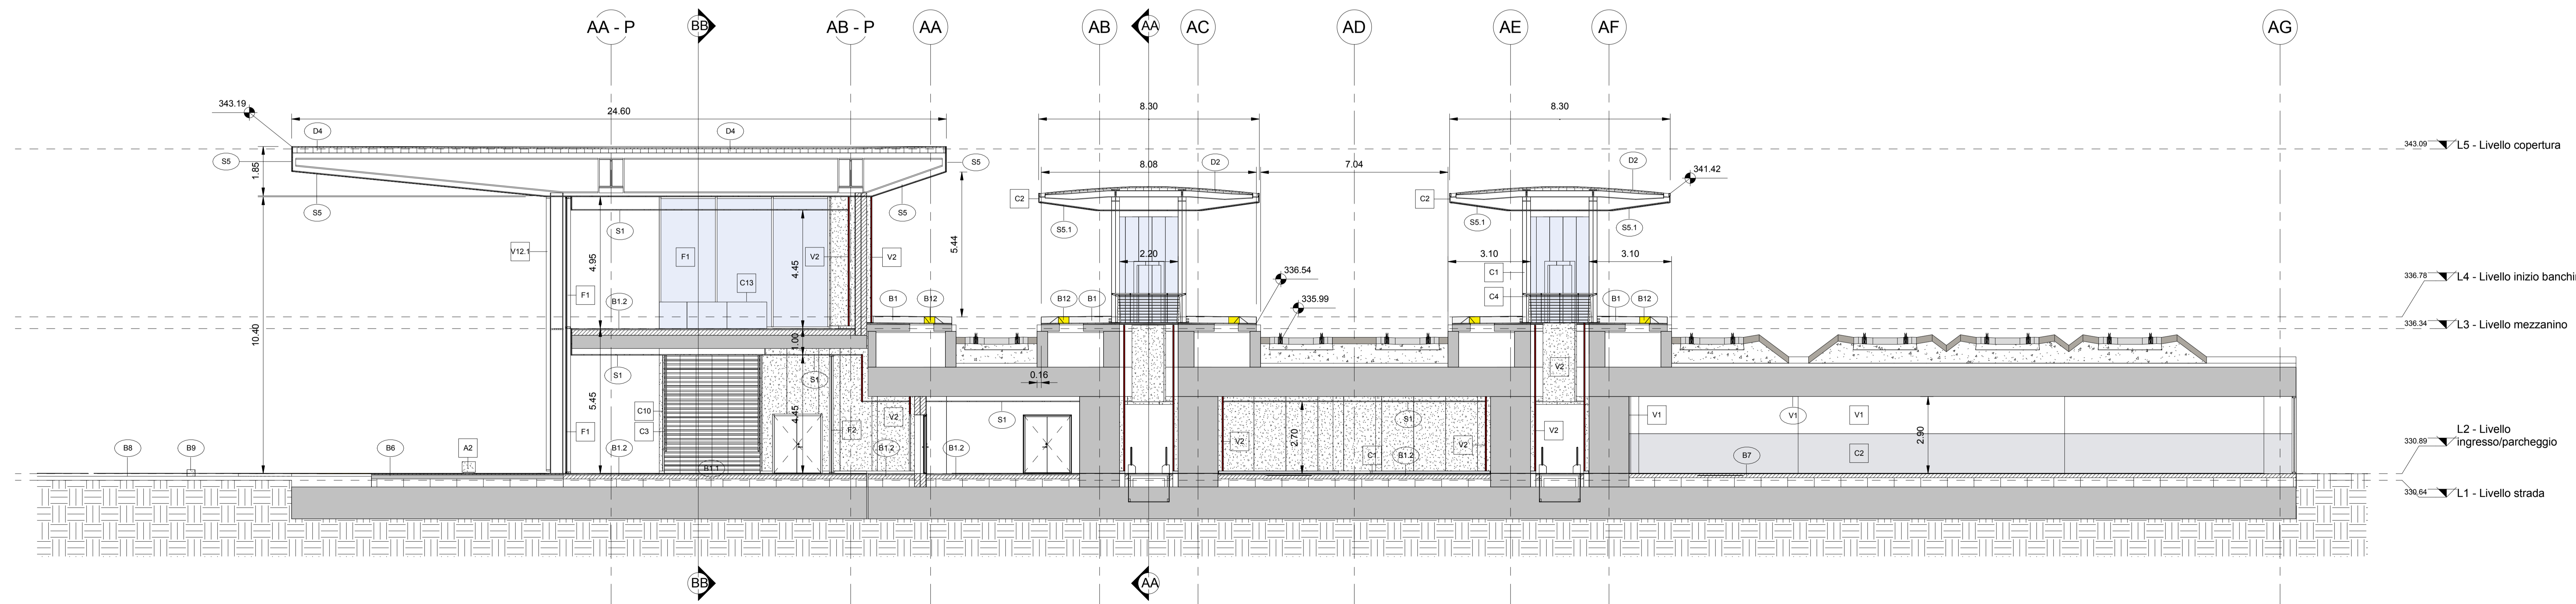 AA - P
BB
AB - P
AA
AB
AA
AC
AD
AE
AF
AG
343.19
24.60
8.30
8.30
D4
D4
S5
S5
1.85
8.08
D2
7.04
D2
341.42
343.09
L5 - Livello copertura
C2
C2
S5
S5
S5.1
S5.1
S5.1
S1
V12.1
F1
V2
V2
5.44
4.95
4.45
2.20
3.10
3.10
C1
C4
336.54
335.99
C13
F1
B1.2
B1
B12
B12
B1
B1
B12
336.78
L4 - Livello inizio banchi
336.34
L3 - Livello mezzanino
10.40
1.00
S1
S1
0.16
V2
5.45
4.45
C10
C3
F1
F2
V2
S1
V2
2.70
S1
C1
B1.2
V2
V2
V1
V1
V1
2.90
C2
B7
B8
B9
B6
A2
B1.2
B1.1
B1.2
B1.2
L2 - Livello
ingresso/parcheggio
330.89
330.64
L1 - Livello strada
BB
AA